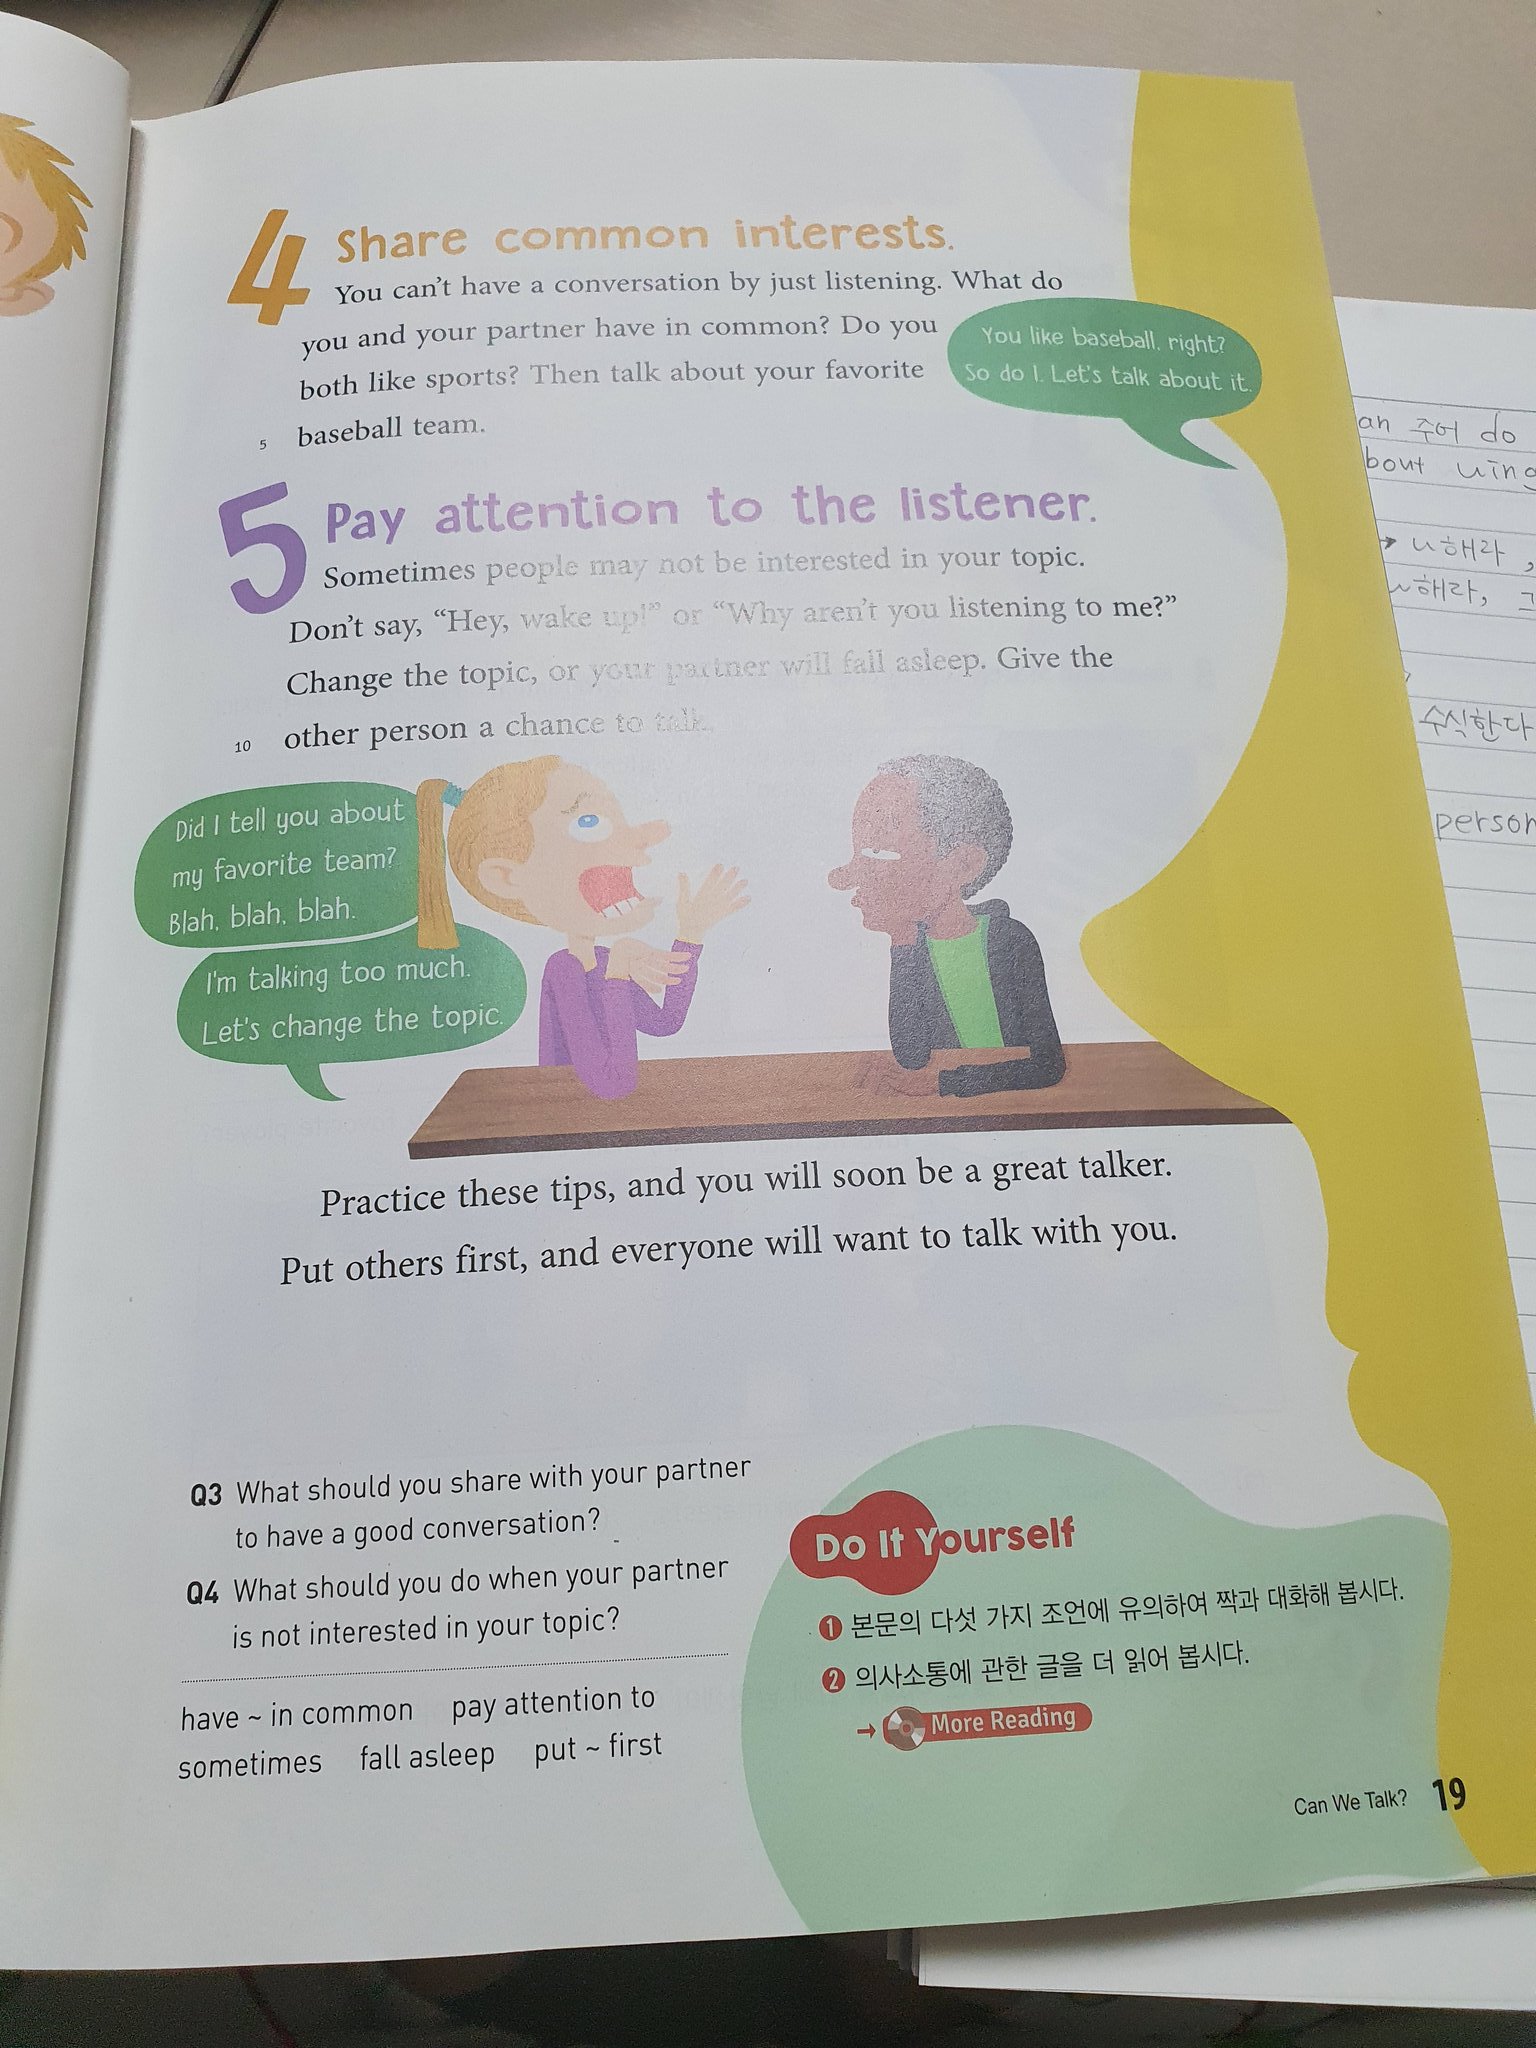 4 Share common interests.
You can't have a conversation by just listening. What do
you and your partner have in common? Do you
both like sports? Then talk about your favorite
5 baseball team.
You like baseball, right?
So do I. Let's talk about it.
5 Pay attention to the listener.
Sometimes people may not be interested in your topic.
Don't say, “Hey, wake up!” or “Why aren't you listening to me?”
Change the topic, or your partner will fall asleep. Give the
10 other person a chance to talk.
Did I tell you about
my favorite team?
Blah, blah, blah.
I'm talking too much.
Let's change the topic.
Practice these tips, and you will soon be a great talker.
Put others first, and everyone will want to talk with you.
Q3 What should you share with your partner
to have a good conversation?
Q4 What should you do when your partner
is not interested in your topic?
have ~ in common pay attention to
sometimes fall asleep put ~ first
Do It Yourself
1 본문의 다섯 가지 조언에 유의하여 짝과 대화해 봅시다.
2 의사소통에 관한 글을 더 읽어 봅시다.
→ More Reading
Can We Talk? 19
an 주어 do
bout
해라,
해라,
수식한다
person